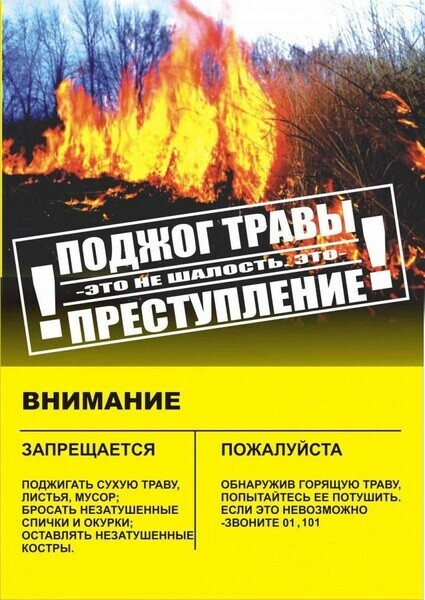 ! ПОДЖОГ ТРАВЫ !
-ЭТО НЕ ШАЛОСТЬ, ЭТО-
ПРЕСТУПЛЕНИЕ
ВНИМАНИЕ
ЗАПРЕЩАЕТСЯ
ПОДЖИГАТЬ СУХУЮ ТРАВУ,
ЛИСТЬЯ, МУСОР;
БРОСАТЬ НЕЗАТУШЕННЫЕ
СПИЧКИ И ОКУРКИ;
ОСТАВЛЯТЬ НЕЗАТУШЕННЫЕ
КОСТРЫ.
ПОЖАЛУЙСТА
ОБНАРУЖИВ ГОРЯЩУЮ ТРАВУ,
ПОПЫТАЙТЕСЬ ЕЕ ПОТУШИТЬ.
ЕСЛИ ЭТО НЕВОЗМОЖНО
-ЗВОНИТЕ 01,101